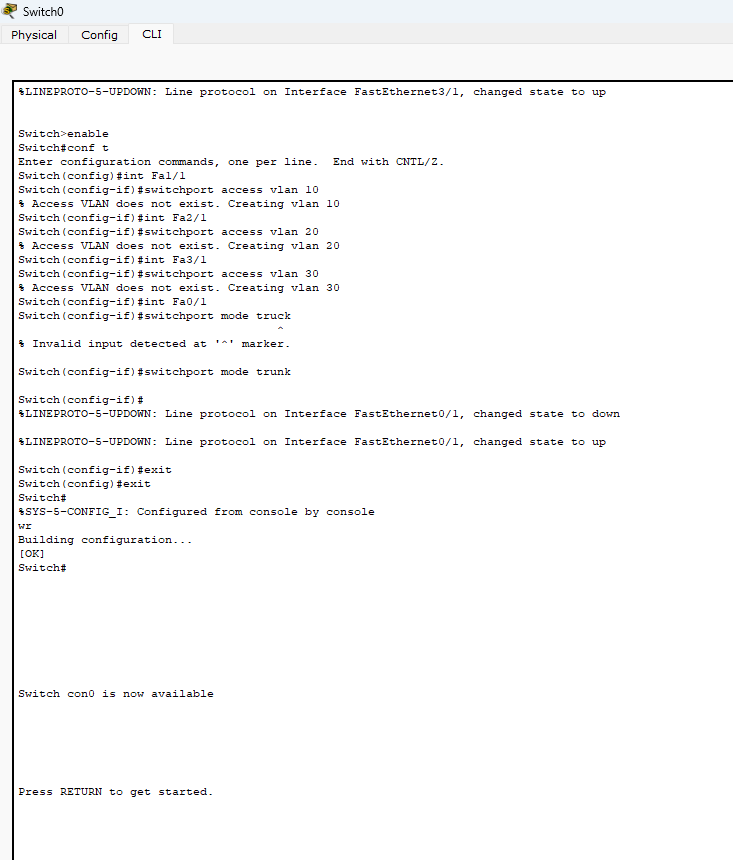 Switch0
Physical Config CLI
%LINEPROTO-5-UPDOWN: Line protocol on Interface FastEthernet3/1, changed state to up
Switch>enable
Switch#conf t
Enter configuration commands, one per line.  End with CNTL/Z.
Switch(config)#int Fa1/1
Switch(config-if)#switchport access vlan 10
% Access VLAN does not exist. Creating vlan 10
Switch(config-if)#int Fa2/1
Switch(config-if)#switchport access vlan 20
% Access VLAN does not exist. Creating vlan 20
Switch(config-if)#int Fa3/1
Switch(config-if)#switchport access vlan 30
% Access VLAN does not exist. Creating vlan 30
Switch(config-if)#int Fa0/1
Switch(config-if)#switchport mode truck
^
% Invalid input detected at '^' marker.
Switch(config-if)#switchport mode trunk
Switch(config-if)#
%LINEPROTO-5-UPDOWN: Line protocol on Interface FastEthernet0/1, changed state to down
%LINEPROTO-5-UPDOWN: Line protocol on Interface FastEthernet0/1, changed state to up
Switch(config-if)#exit
Switch(config)#exit
Switch#
%SYS-5-CONFIG_I: Configured from console by console
wr
Building configuration...
[OK]
Switch#
Switch con0 is now available
Press RETURN to get started.